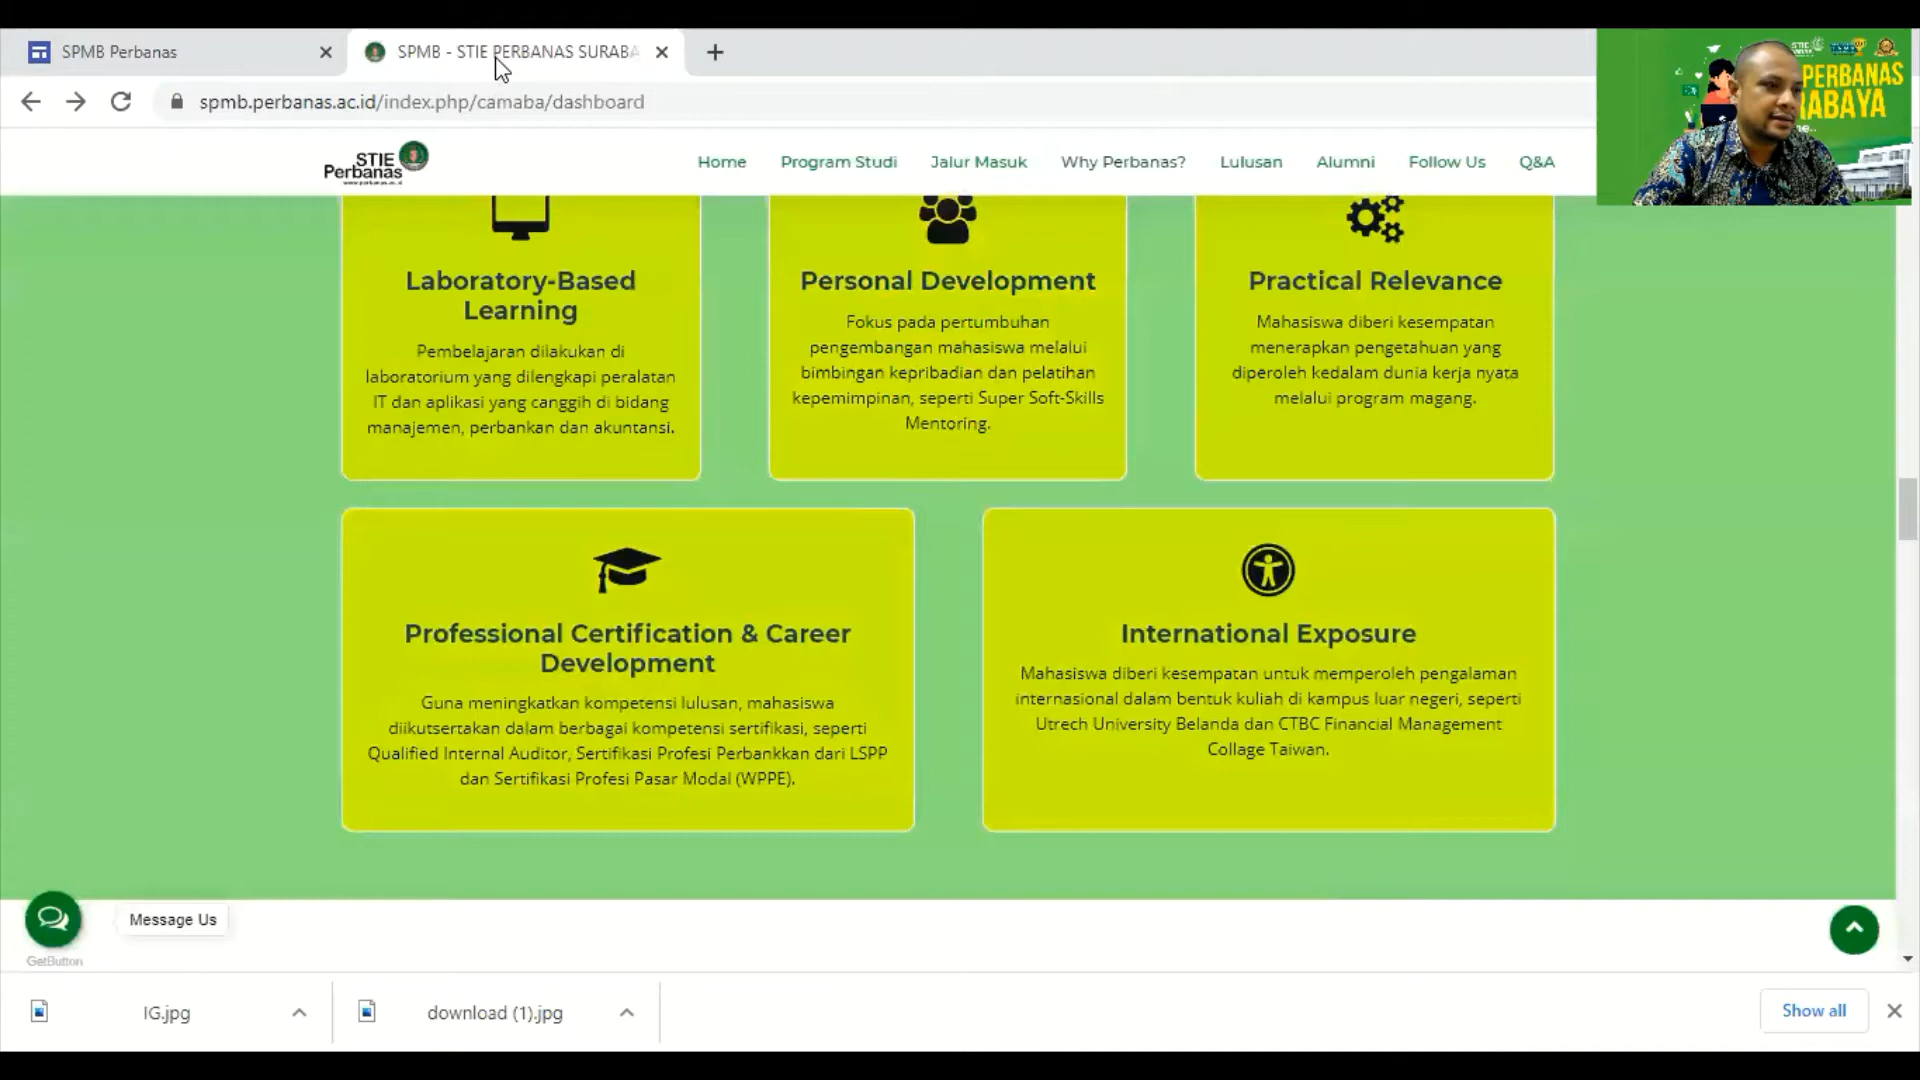 SPMB Perbanas
SPMB - STIE PERBANAS SURABA
PERBANAS
RABAYA
spmb.perbanas.ac.id/index.php/camaba/dashboard
STIE
Perbanas
Home
Program Studi
Jalur Masuk
Why Perbanas?
Lulusan
Alumni
Follow Us
Q&A
Laboratory-Based
Learning
Pembelajaran dilakukan di
laboratorium yang dilengkapi peralatan
IT dan aplikasi yang canggih di bidang
manajemen, perbankan dan akuntansi.
Personal Development
Fokus pada pertumbuhan
pengembangan mahasiswa melalui
bimbingan kepribadian dan pelatihan
kepemimpinan, seperti Super Soft-Skills
Mentoring.
Practical Relevance
Mahasiswa diberi kesempatan
menerapkan pengetahuan yang
diperoleh kedalam dunia kerja nyata
melalui program magang.
Professional Certification & Career
Development
Guna meningkatkan kompetensi lulusan, mahasiswa
diikutsertakan dalam berbagai kompetensi sertifikasi, seperti
Qualified Internal Auditor, Sertifikasi Profesi Perbankkan dari LSPP
dan Sertifikasi Profesi Pasar Modal (WPPE).
International Exposure
Mahasiswa diberi kesempatan untuk memperoleh pengalaman
internasional dalam bentuk kuliah di kampus luar negeri, seperti
Utrech University Belanda dan CTBC Financial Management
Collage Taiwan.
Message Us
GetButton
IG.jpg
download (1).jpg
Show all